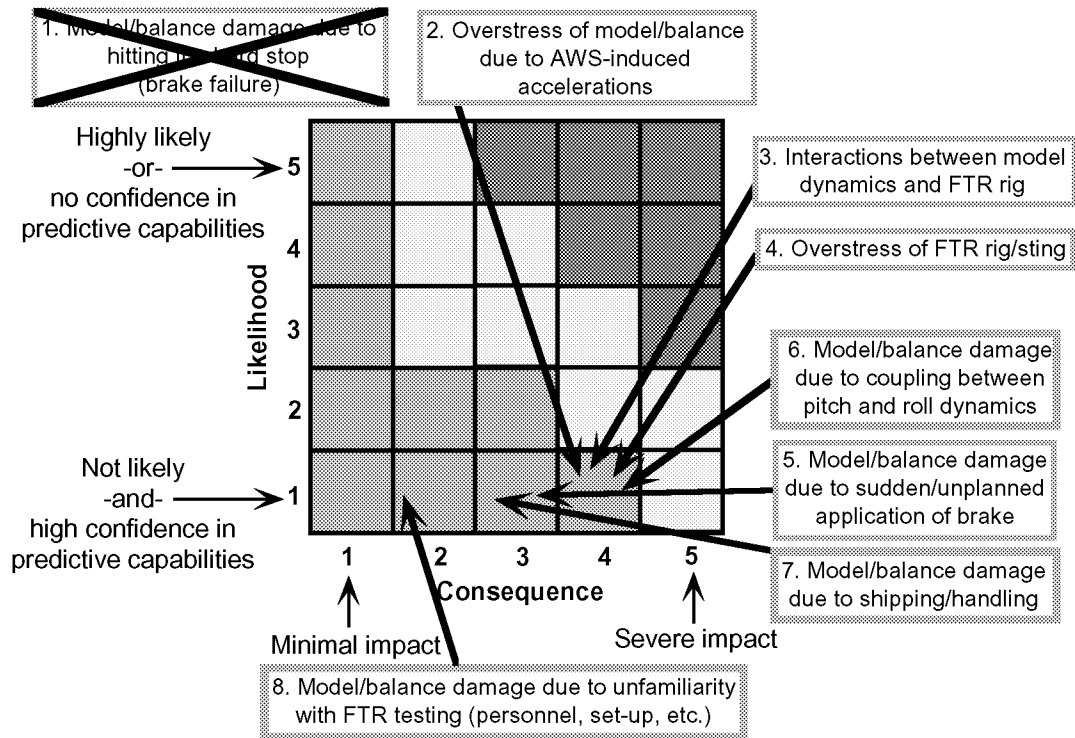 1. Model/balance damage due to
hitting hard stop
(brake failure)
2. Overstress of model/balance
due to AWS-induced
accelerations
Highly likely
-or-
no confidence in
predictive capabilities
3. Interactions between model
dynamics and FTR rig
4. Overstress of FTR rig/sting
6. Model/balance damage
due to coupling between
pitch and roll dynamics
5. Model/balance damage
due to sudden/unplanned
application of brake
7. Model/balance damage
due to shipping/handling
Not likely
-and-
high confidence in
predictive capabilities
Likelihood
5
4
3
2
1
1 2 3 4 5
Consequence
Minimal impact
Severe impact
8. Model/balance damage due to unfamiliarity
with FTR testing (personnel, set-up, etc.)